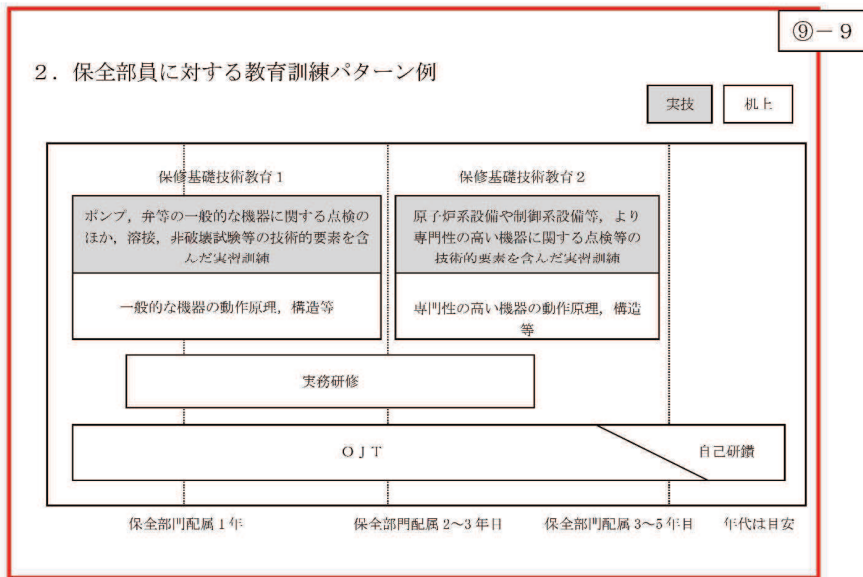 ⑨－９
２．保全部員に対する教育訓練パターン例
実技
机上
保修基礎技術教育１
保修基礎技術教育２
ポンプ，弁等の一般的な機器に関する点検の
ほか，溶接，非破壊試験等の技術的要素を含
んだ実習訓練
原子炉系設備や制御系設備等，より
専門性の高い機器に関する点検等の
技術的要素を含んだ実習訓練
一般的な機器の動作原理，構造等
専門性の高い機器の動作原理，構造
等
実務研修
ＯＪＴ
自己研鑽
保全部門配属１年
保全部門配属２～３年目
保全部門配属３～５年目
年代は目安